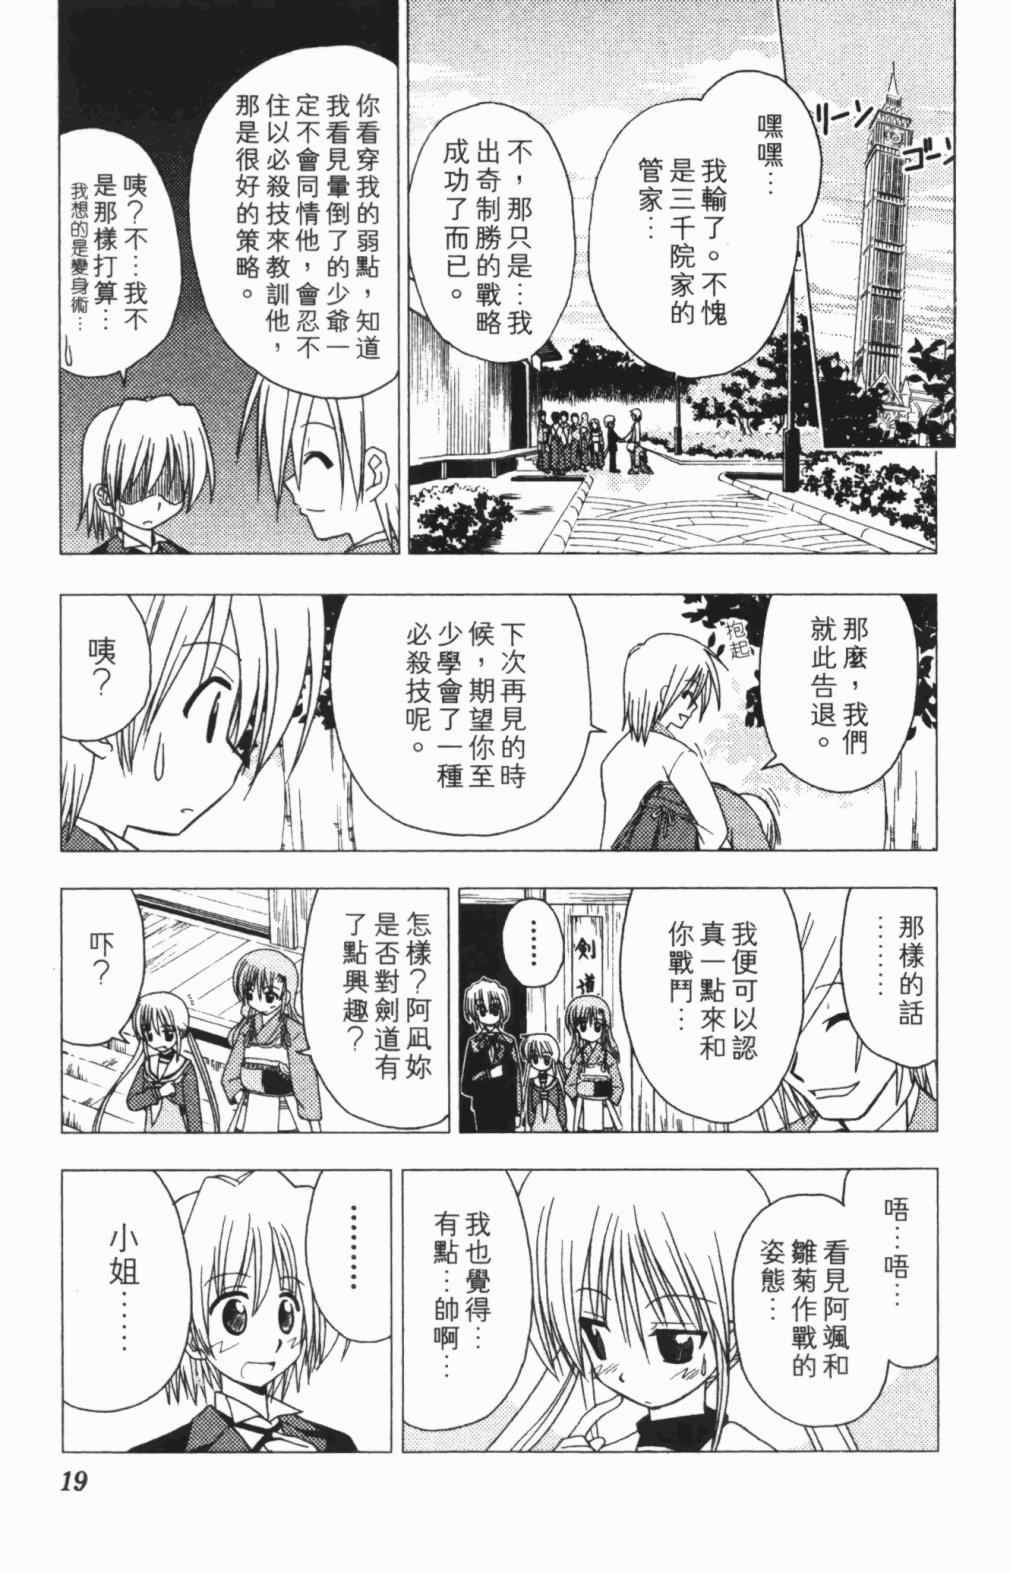 リーン
ゴーン
嘿嘿…
我輸了。不愧
是三千院家的
管家…
不，那只是…我
出奇制勝的戰略
成功了而已。
你看穿我的弱點，知道
我看見暈倒了的少爺一
定不會同情他，會忍不
住以必殺技來教訓他，
那是很好的策略。
咦？不…我不
是那樣打算…
我想的是變身術…
那麼，我們
就此告退。
抱起
下次再見的時
候，期望你至
少學會了一種
必殺技呢。
咦？
那樣的話
………
我便可以認
真一點來和
你戰鬥…
……
劍道
怎樣？阿凪妳
是否對劍道有
了點興趣？
吓？
唔…唔…
看見阿颯和
雛菊作戰的
姿態…
我也覺得…
有點…帥啊…
………
小姐……
19